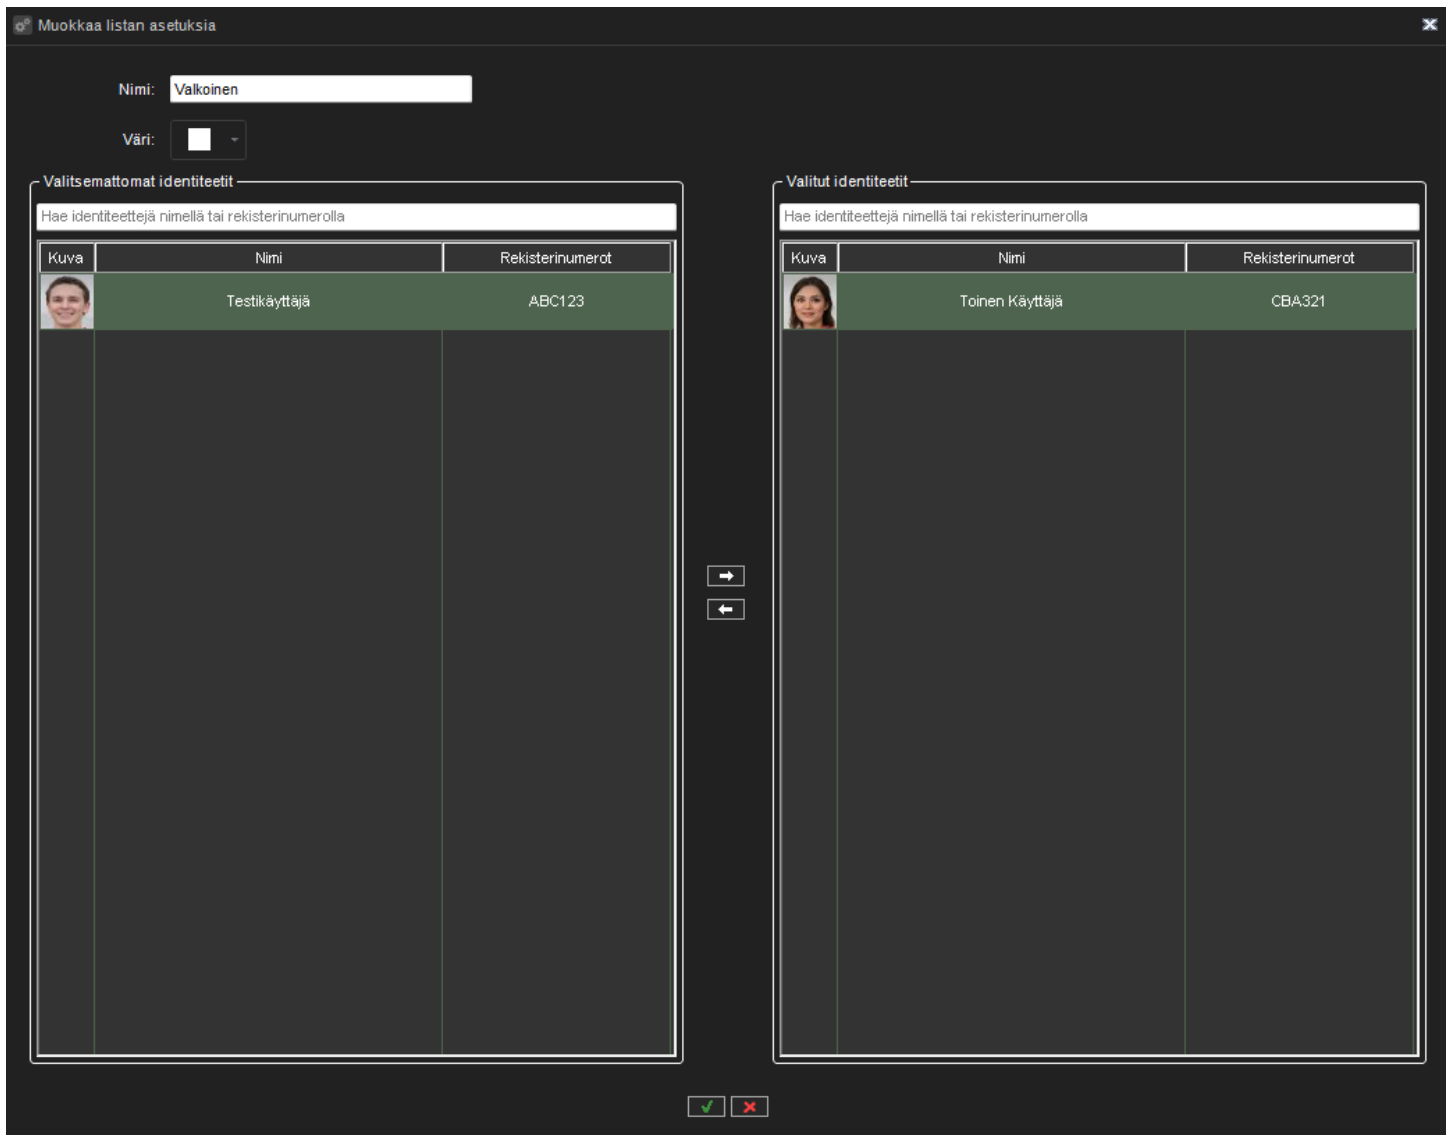 Muokkaa listan asetuksia
Nimi: Valkoinen
Väri:
Valitsemattomat identiteetit
Hae identiteettejä nimellä tai rekisterinumerolla
Kuva Nimi Rekisterinumerot
Testikäyttäjä ABC123
Valitut identiteetit
Hae identiteettejä nimellä tai rekisterinumerolla
Kuva Nimi Rekisterinumerot
Toinen Käyttäjä CBA321